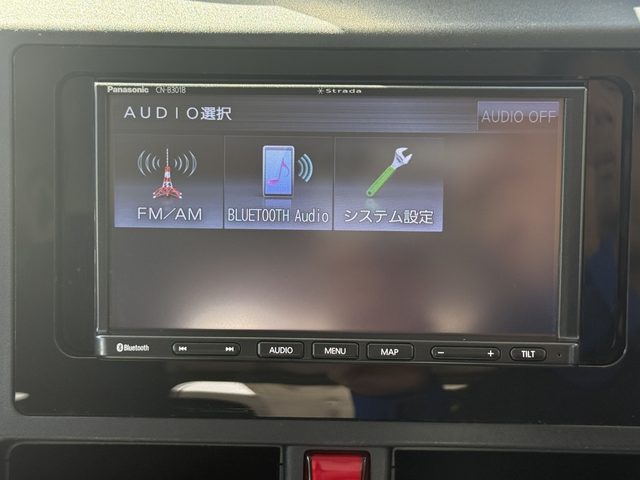 Panasonic CN-B301B Strada
AUDIO選択 AUDIO OFF
FM/AM BLUETOOTH Audio システム設定
Bluetooth AUDIO MENU MAP − + TILT